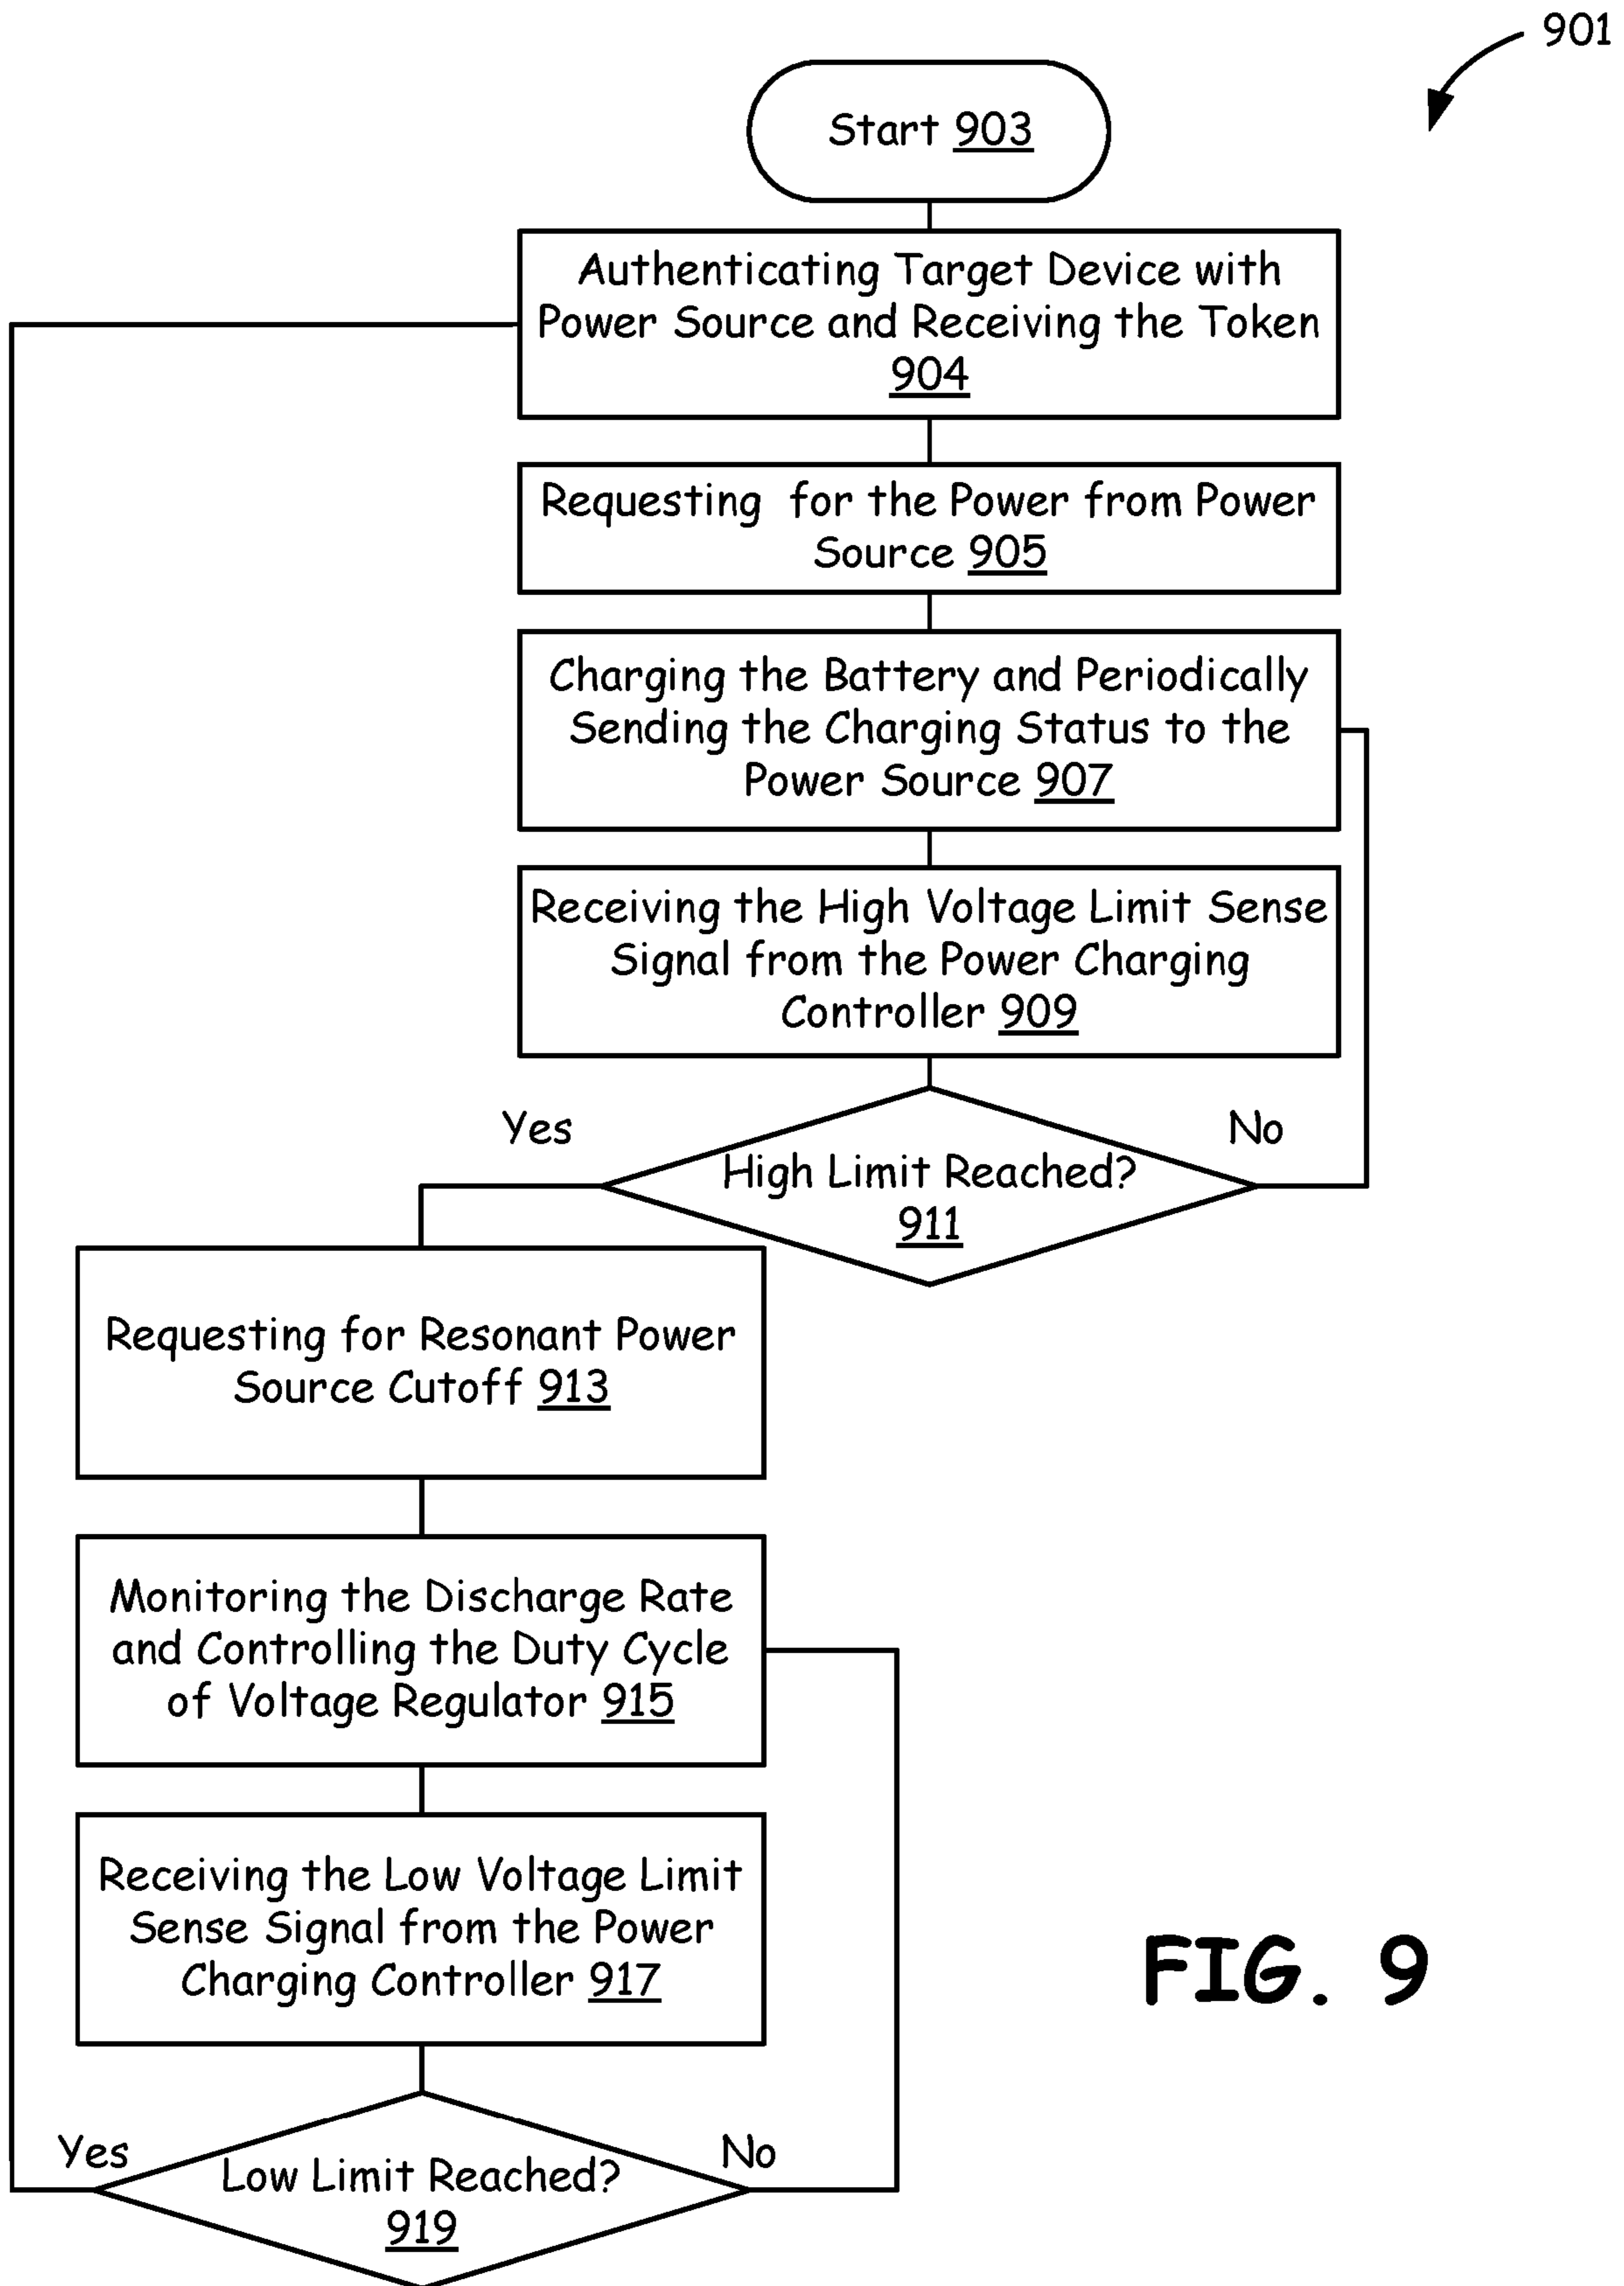 901
Start 903
Authenticating Target Device with
Power Source and Receiving the Token
904
Requesting for the Power from Power
Source 905
Charging the Battery and Periodically
Sending the Charging Status to the
Power Source 907
Receiving the High Voltage Limit Sense
Signal from the Power Charging
Controller 909
Yes
No
High Limit Reached?
911
Requesting for Resonant Power
Source Cutoff 913
Monitoring the Discharge Rate
and Controlling the Duty Cycle
of Voltage Regulator 915
Receiving the Low Voltage Limit
Sense Signal from the Power
Charging Controller 917
FIG. 9
Yes
No
Low Limit Reached?
919